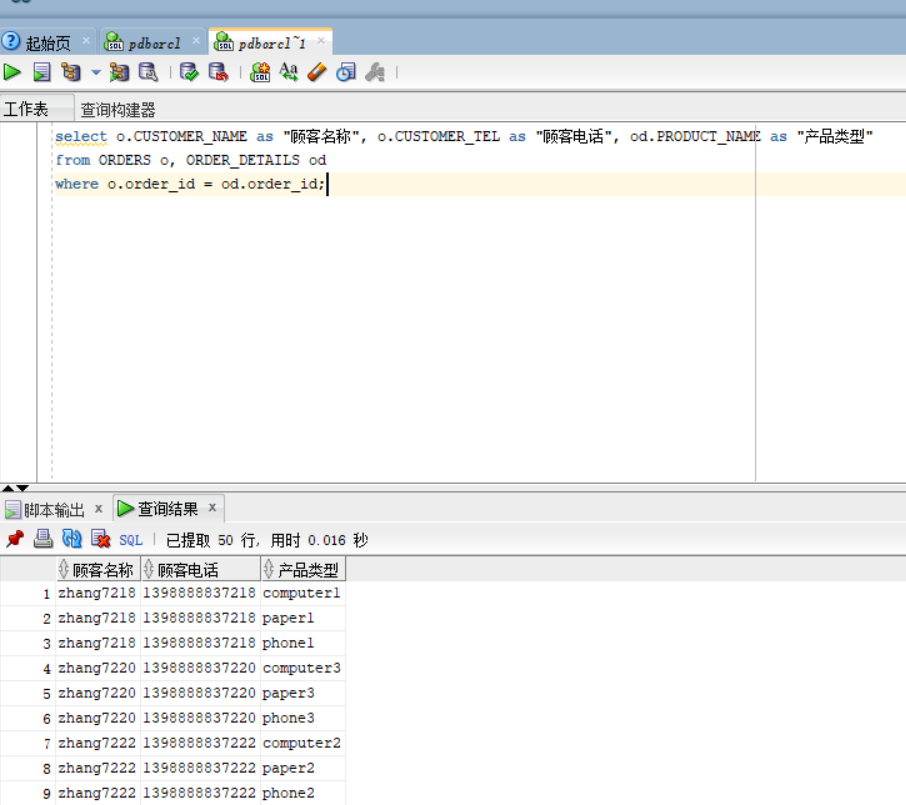 起始页 pdborcl pdborcl~1
工作表 查询构建器
select o.CUSTOMER_NAME as "顾客名称", o.CUSTOMER_TEL as "顾客电话", od.PRODUCT_NAME as "产品类型"
from ORDERS o, ORDER_DETAILS od
where o.order_id = od.order_id;
脚本输出 x 查询结果 x
SQL | 已提取 50 行, 用时 0.016 秒
顾客名称 顾客电话 产品类型
1 zhang7218 1398888837218 computer1
2 zhang7218 1398888837218 paper1
3 zhang7218 1398888837218 phone1
4 zhang7220 1398888837220 computer3
5 zhang7220 1398888837220 paper3
6 zhang7220 1398888837220 phone3
7 zhang7222 1398888837222 computer2
8 zhang7222 1398888837222 paper2
9 zhang7222 1398888837222 phone2